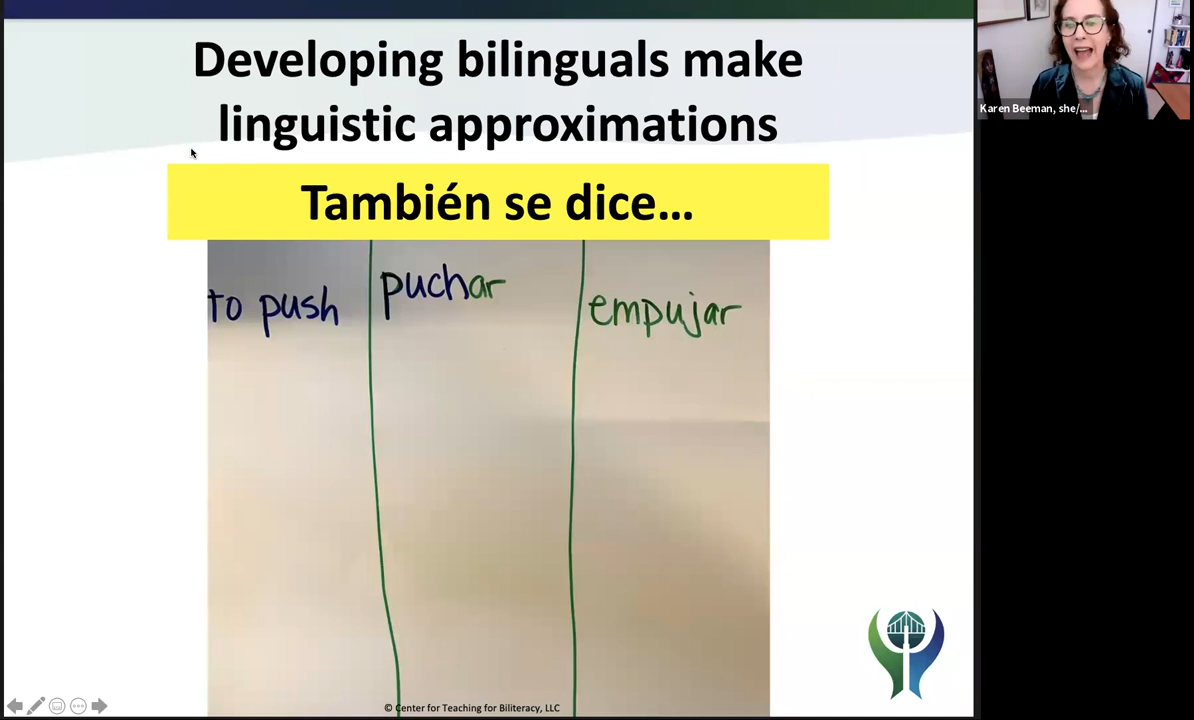 Developing bilinguals make
linguistic approximations
También se dice...
to push
puchar
empujar
© Center for Teaching for Biliteracy, LLC
Karen Beeman, she/...